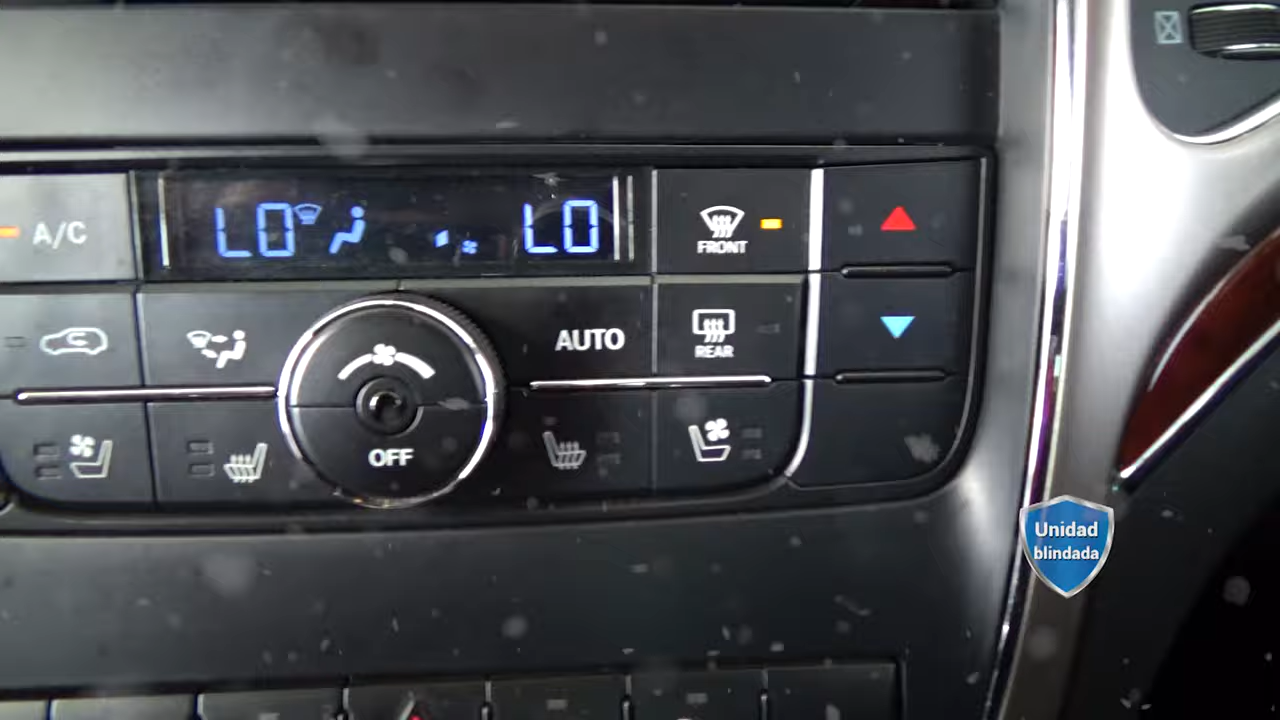 A/C
LO
LO
FRONT
AUTO
REAR
OFF
Unidad
blindada